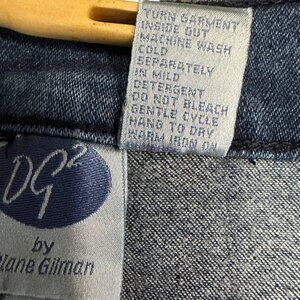 TURN GARMENT
INSIDE OUT
MACHINE WASH
COLD
SEPARATELY
IN MILD
DETERGENT
DO NOT BLEACH
GENTLE CYCLE
HANG TO DRY
WARM IRON ON
DG²
by
Diane Gilman